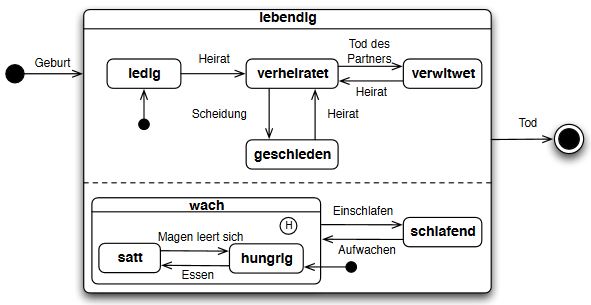 lebendig
Geburt
ledig
Heirat
verheiratet
Tod des
Partners
Heirat
verwitwet
Scheidung
Heirat
geschieden
Tod
wach
H
Einschlafen
schlafend
Aufwachen
satt
Magen leert sich
Essen
hungrig